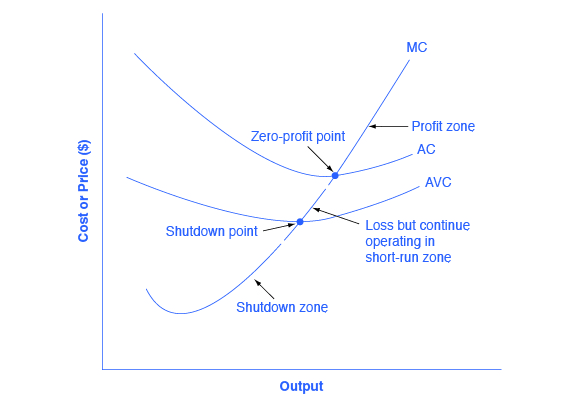 MC
Profit zone
Zero-profit point
AC
AVC
Cost or Price ($)
Shutdown point
Loss but continue
operating in
short-run zone
Shutdown zone
Output